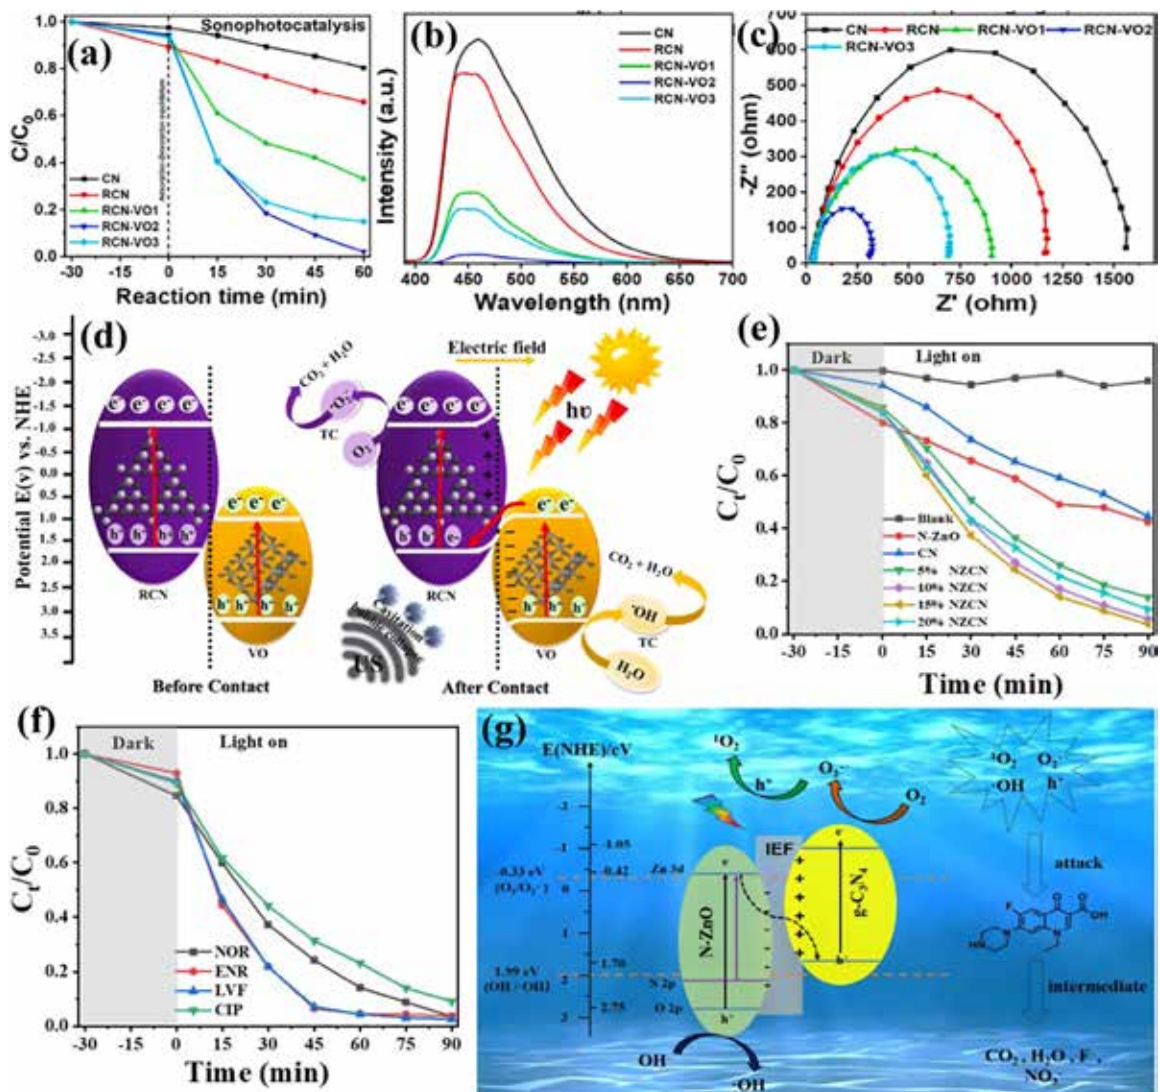 (a)
Sonophotocatalysis
1.0
0.8
0.6
0.4
0.2
0.0
C/C0
CN
RCN
RCN-VO1
RCN-VO2
RCN-VO3
-30 -15 0 15 30 45 60
Reaction time (min)
(b)
CN
RCN
RCN-VO1
RCN-VO2
RCN-VO3
Intensity (a.u.)
400 450 500 550 600 650 700
Wavelength (nm)
(c)
CN RCN RCN-VO1 RCN-VO2
RCN-VO3
700
600
500
400
300
200
100
0
-Z" (ohm)
0 250 500 750 1000 1250 1500
Z' (ohm)
(d)
Potential E(v) vs. NHE
-3.0
-2.5
-2.0
-1.5
-1.0
-0.5
0.0
0.5
1.0
1.5
2.0
2.5
3.0
3.5
Electric field
hυ
CO2 + H2O
TC
O2
e- e- e- e-
h+ h+ h+ h+
RCN
VO
US
Cavitation
CO2 + H2O
·OH
TC
H2O
VO
Before Contact
After Contact
(e)
Dark Light on
1.0
0.8
0.6
0.4
0.2
0.0
Ct/C0
Blank
N-ZnO
CN
5% NZCN
10% NZCN
15% NZCN
20% NZCN
-30 -15 0 15 30 45 60 75 90
Time (min)
(f)
Dark Light on
1.0
0.8
0.6
0.4
0.2
0.0
Ct/C0
NOR
ENR
LVF
CIP
-30 -15 0 15 30 45 60 75 90
Time (min)
(g)
E(NHE)/eV
-2
-1
0
1
2
3
-1.05
-0.42
1.70
2.75
-0.33 eV
(O2/O2·-)
1.99 eV
Zn 3d
N 2p
O 2p
N-ZnO
IEF
g-C3N4
1O2
h+
O2·-
O2
OH
·OH
1O2 O2·-
·OH h+
attack
F
O O
OH
HN
N
N
intermediate
CO2 , H2O , F-,
NO3-